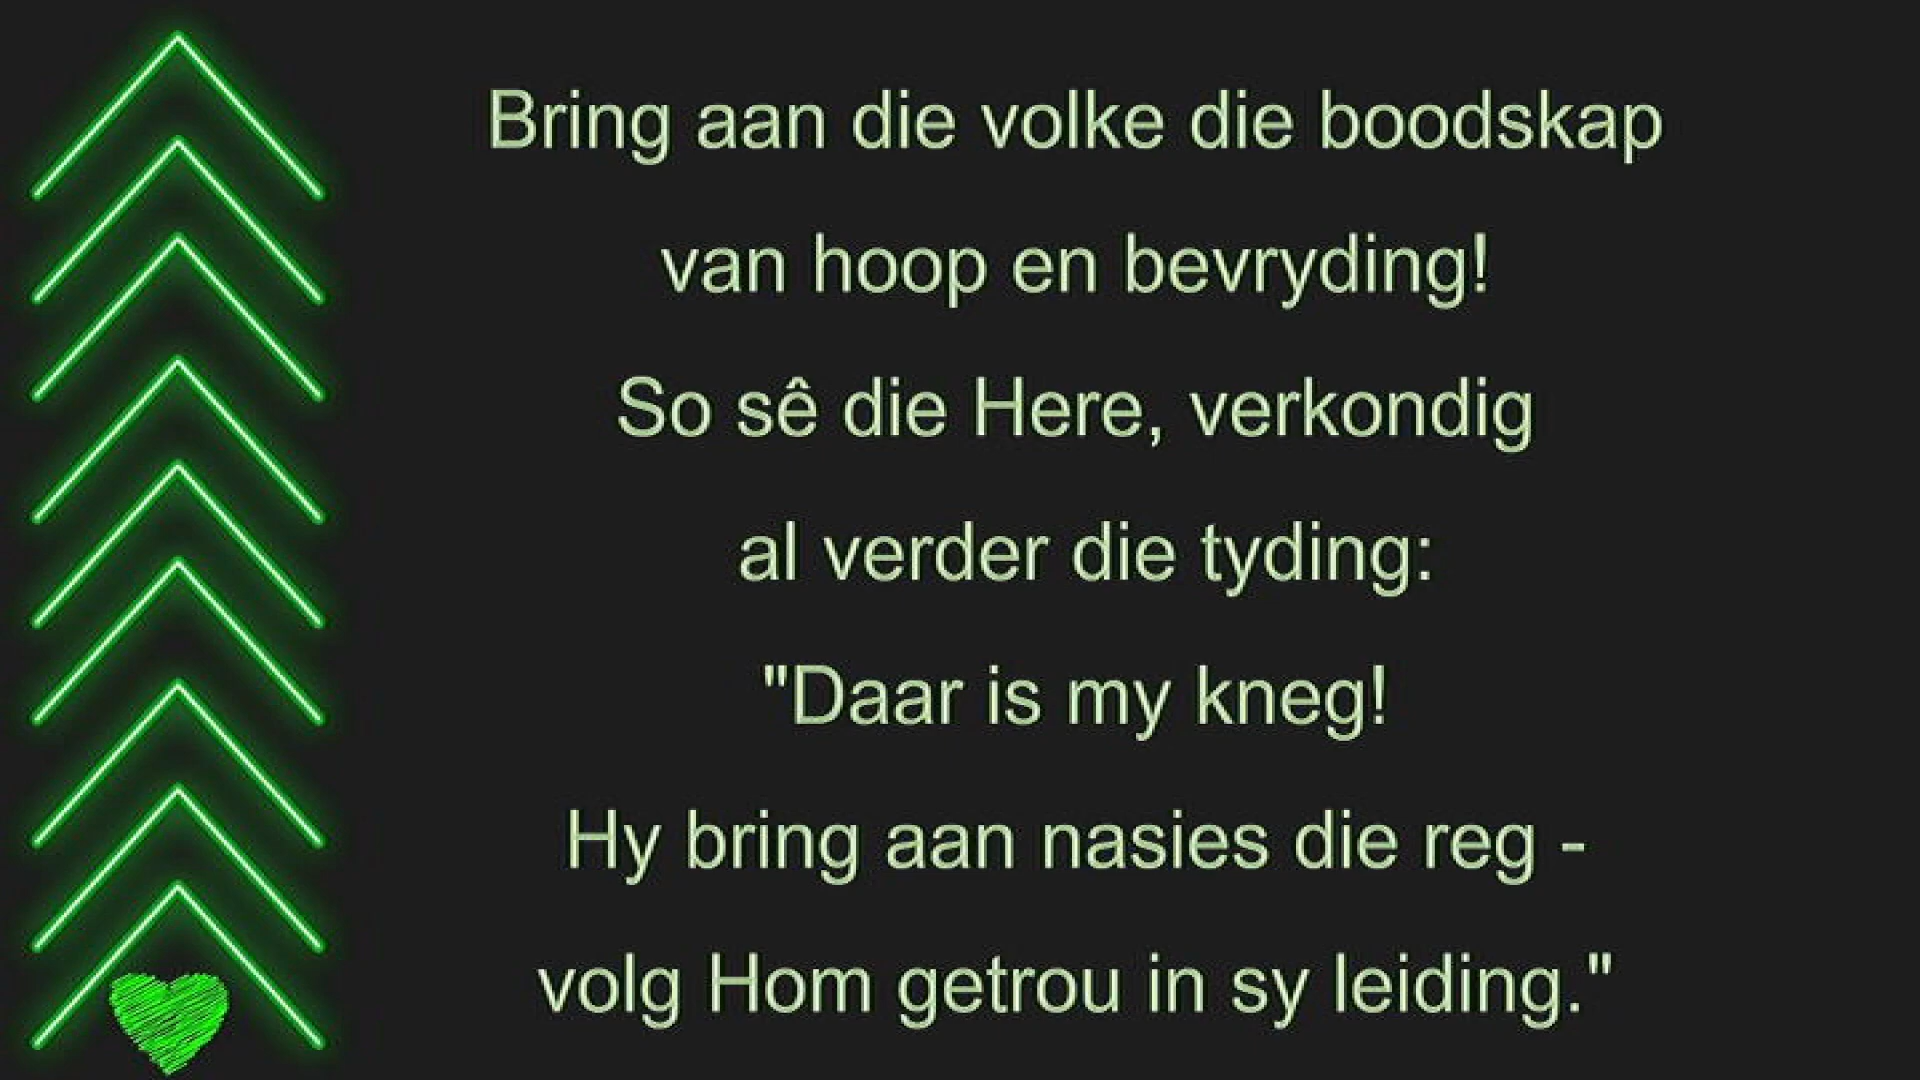 Bring aan die volke die boodskap
van hoop en bevryding!
So sê die Here, verkondig
al verder die tyding:
"Daar is my kneg!
Hy bring aan nasies die reg -
volg Hom getrou in sy leiding."